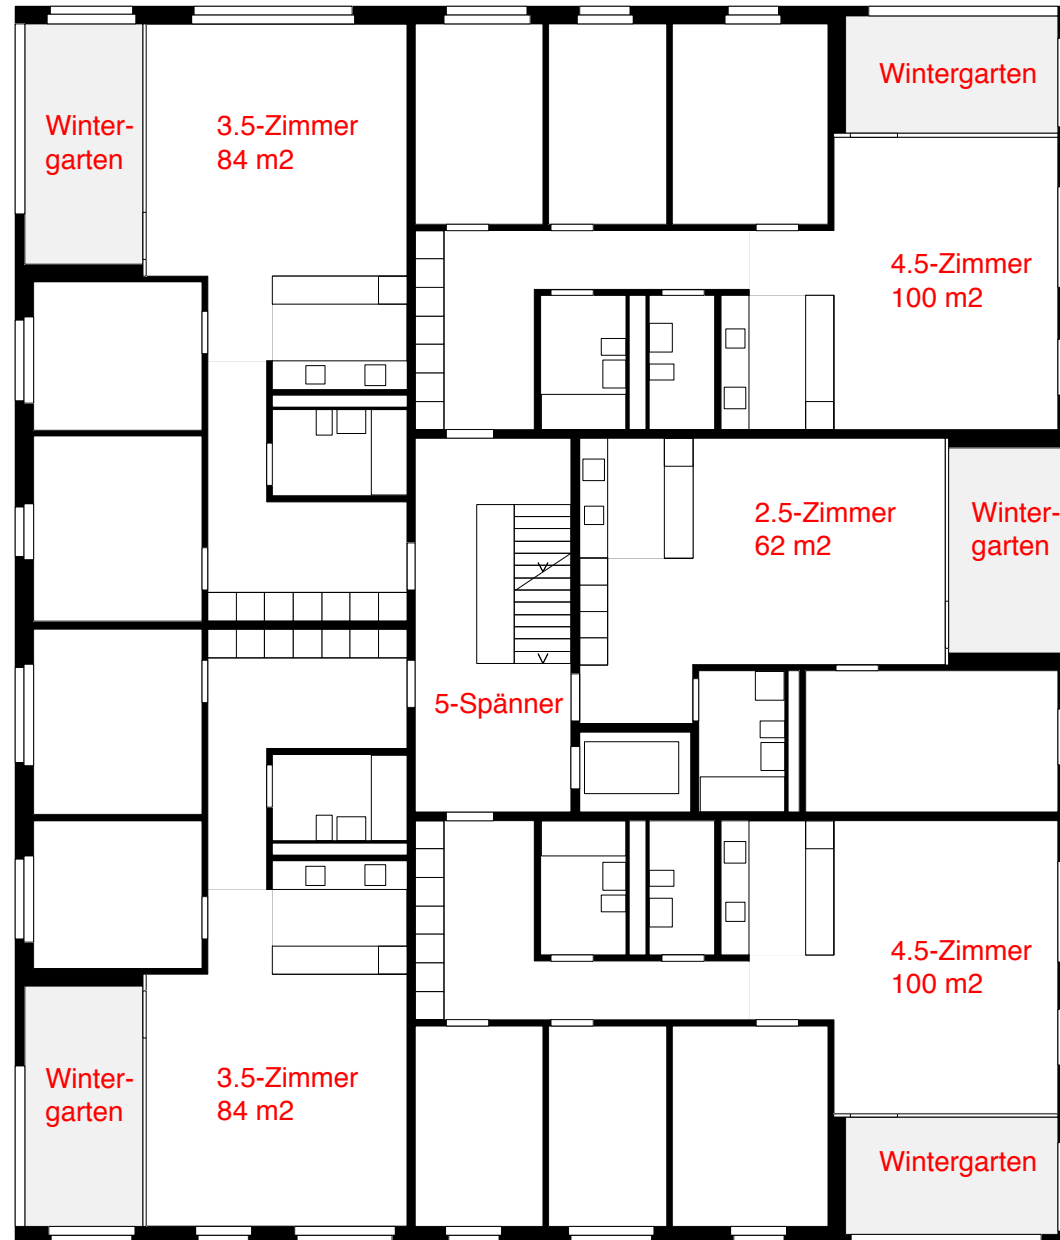 Wintergarten
Winter-
garten
3.5-Zimmer
84 m2
4.5-Zimmer
100 m2
2.5-Zimmer
62 m2
Winter-
garten
5-Spänner
4.5-Zimmer
100 m2
Winter-
garten
3.5-Zimmer
84 m2
Wintergarten